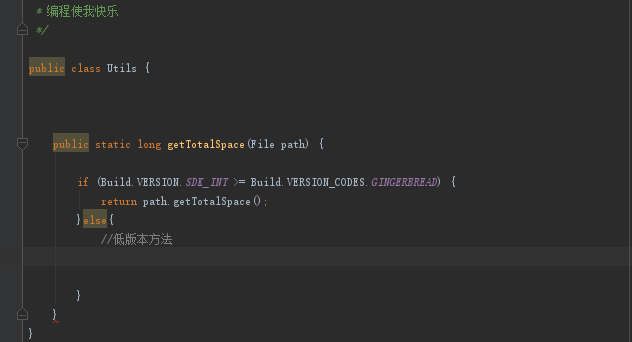 * 编程使我快乐
*/
public class Utils {
public static long getTotalSpace(File path) {
if (Build.VERSION.SDK_INT >= Build.VERSION_CODES.GINGERBREAD) {
return path.getTotalSpace();
}else{
//低版本方法
}
}
}